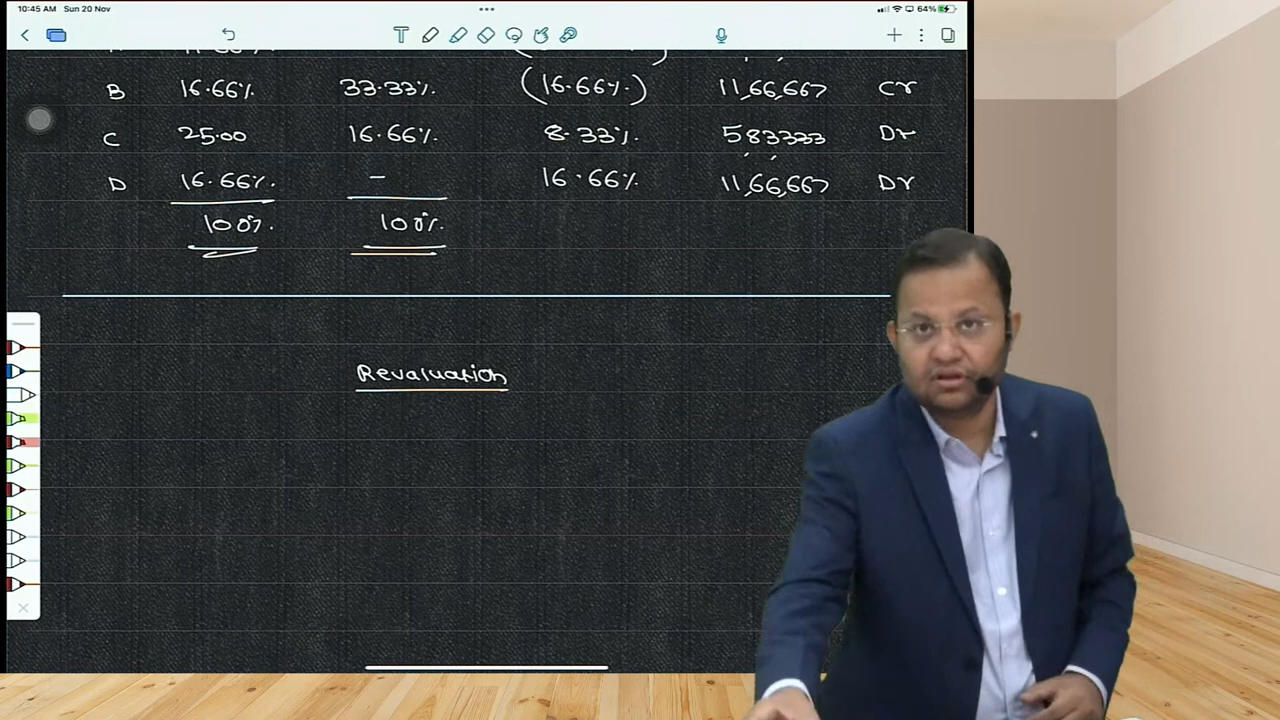 10:45 AM Sun 20 Nov 64%
B 16.66% 33.33% (16.66%) 11,66,667 Cr
C 25.00 16.66% 8.33% 5,83,333 Dr
D 16.66% - 16.66% 11,66,667 Dr
100% 100%
Revaluation